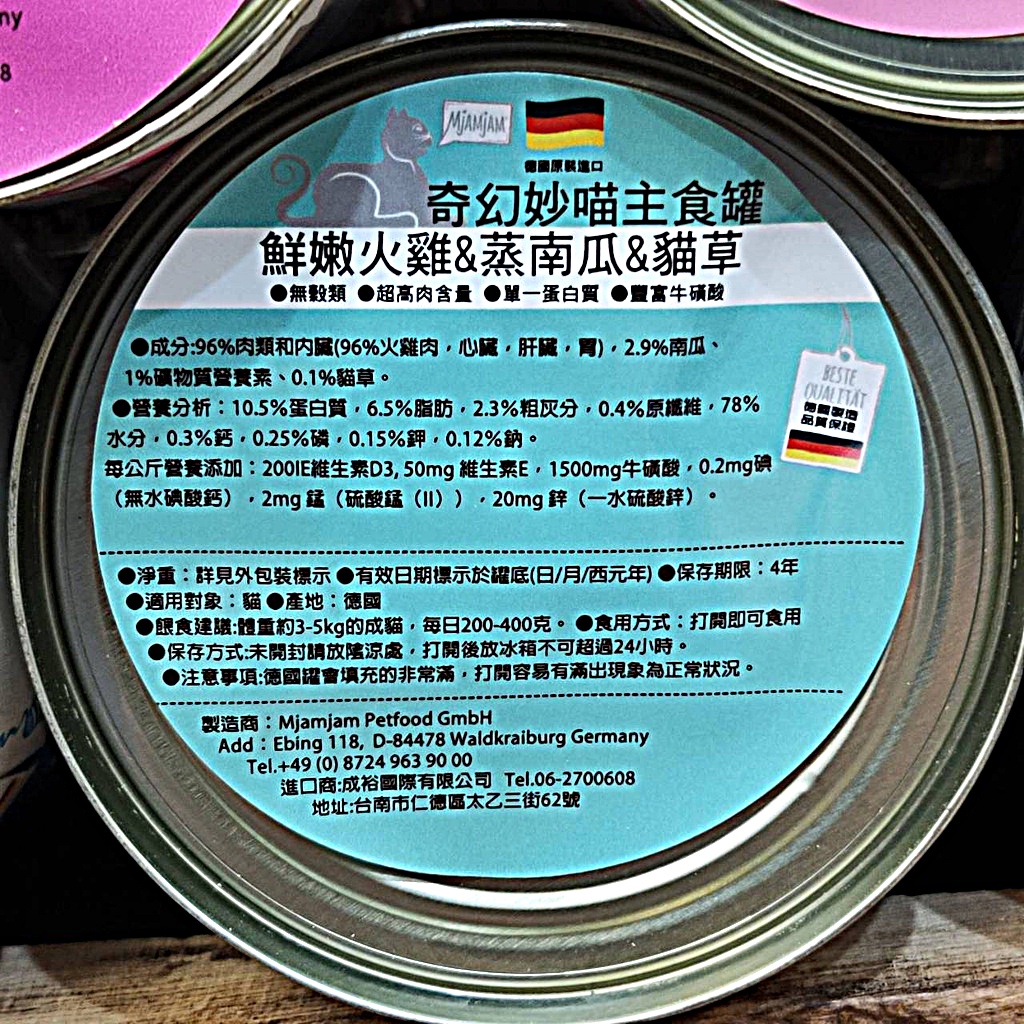 ny
8
MJAMJAM
德國原裝進口
奇幻妙喵主食罐
鮮嫩火雞&蒸南瓜&貓草
●無穀類 ●超高肉含量 ●單一蛋白質 ●豐富牛磺酸
●成分:96%肉類和內臟(96%火雞肉，心臟，肝臟，胃)，2.9%南瓜、
1%礦物質營養素、0.1%貓草。
●營養分析：10.5%蛋白質，6.5%脂肪，2.3%粗灰分，0.4%原纖維，78%
水分，0.3%鈣，0.25%磷，0.15%鉀，0.12%鈉。
每公斤營養添加：200IE維生素D3, 50mg 維生素E，1500mg牛磺酸，0.2mg碘
（無水碘酸鈣），2mg 錳（硫酸錳（II）），20mg 鋅（一水硫酸鋅）。
BESTE
QUALITÄT
德國製造
品質保證
●淨重：詳見外包裝標示 ●有效日期標示於罐底(日/月/西元年) ●保存期限：4年
●適用對象：貓 ●產地：德國
●餵食建議:體重約3-5kg的成貓，每日200-400克。 ●食用方式：打開即可食用
●保存方式:未開封請放陰涼處，打開後放冰箱不可超過24小時。
●注意事項:德國罐會填充的非常滿，打開容易有滿出現象為正常狀況。
製造商：Mjamjam Petfood GmbH
Add：Ebing 118, D-84478 Waldkraiburg Germany
Tel.+49 (0) 8724 963 90 00
進口商:成裕國際有限公司 Tel.06-2700608
地址:台南市仁德區太乙三街62號